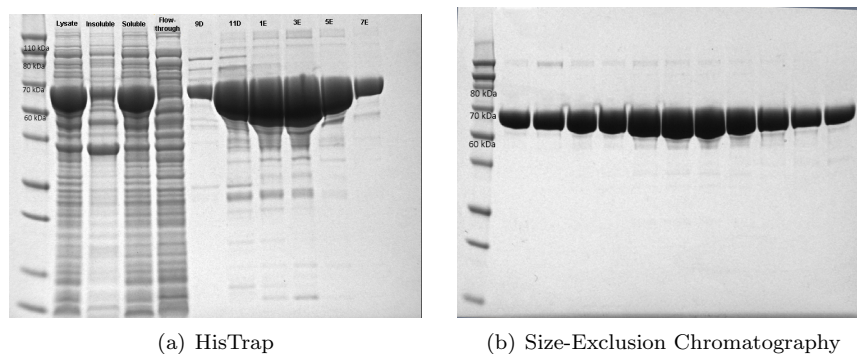 Lysate Insoluble Soluble Flow-through 9D 11D 1E 3E 5E 7E
110 kDa
80 kDa
70 kDa
60 kDa
80 kDa
70 kDa
60 kDa
(a) HisTrap
(b) Size-Exclusion Chromatography